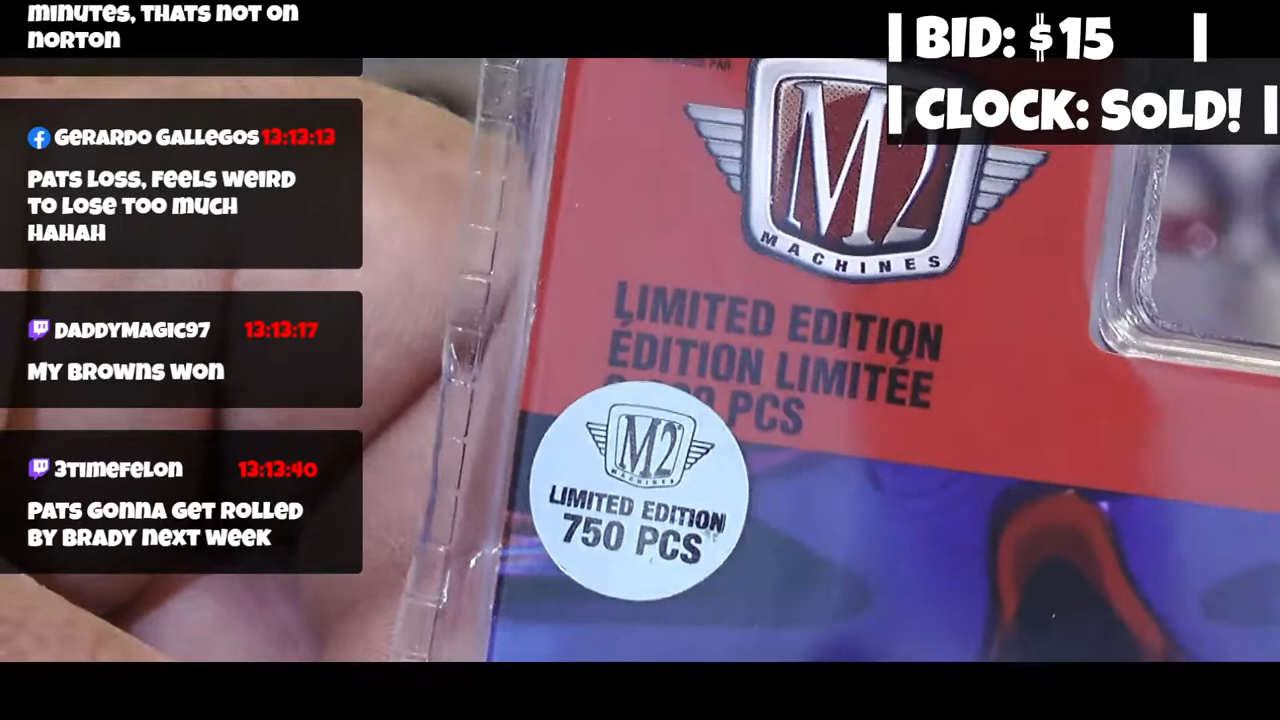 MINUTES, THATS NOT ON
NORTON
GERARDO GALLEGOS 13:13:13
PATS LOSS, FEELS WEIRD
TO LOSE TOO MUCH
HAHAH
DADDYMAGIC97 13:13:17
MY BROWNS WON
3TIMEFELON 13:13:40
PATS GONNA GET ROLLED
BY BRADY NEXT WEEK
| BID: $15 |
| CLOCK: SOLD! |
M2
MACHINES
LIMITED EDITION
ÉDITION LIMITÉE
PCS
M2
MACHINES
LIMITED EDITION
750 PCS